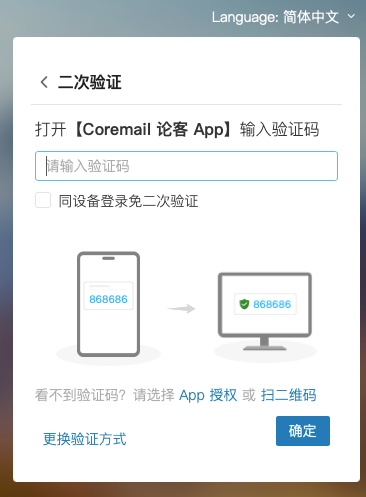 Language: 简体中文
二次验证
打开【Coremail 论客 App】输入验证码
请输入验证码
同设备登录免二次验证
868686
868686
看不到验证码？请选择 App 授权 或 扫二维码
更换验证方式
确定